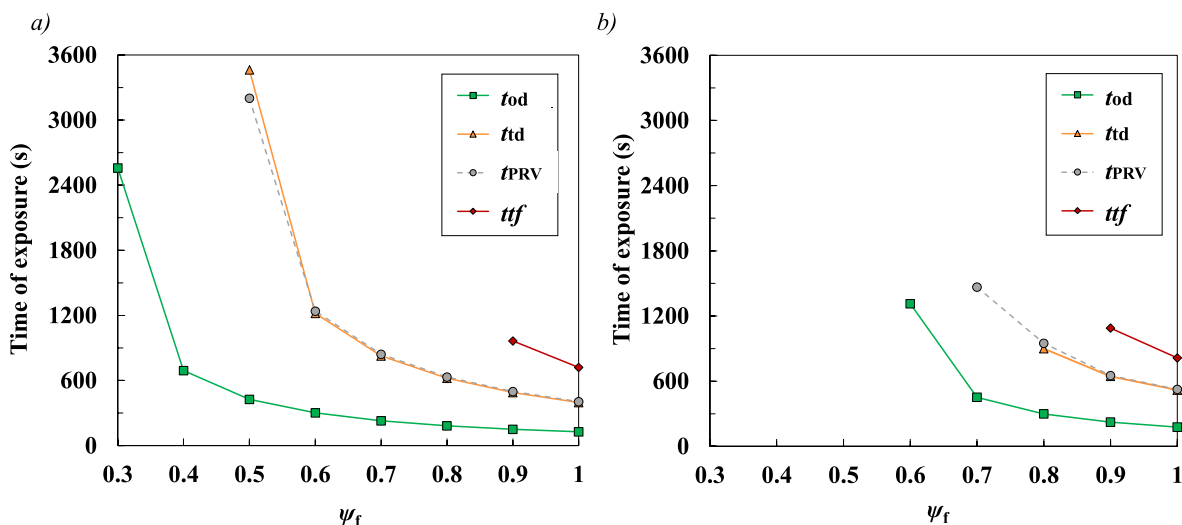 a)
Time of exposure (s)
3600
3000
2400
1800
1200
600
0
0.3 0.4 0.5 0.6 0.7 0.8 0.9 1
ψf
tod
ttd
tPRV
ttf
b)
Time of exposure (s)
3600
3000
2400
1800
1200
600
0
0.3 0.4 0.5 0.6 0.7 0.8 0.9 1
ψf
tod
ttd
tPRV
ttf